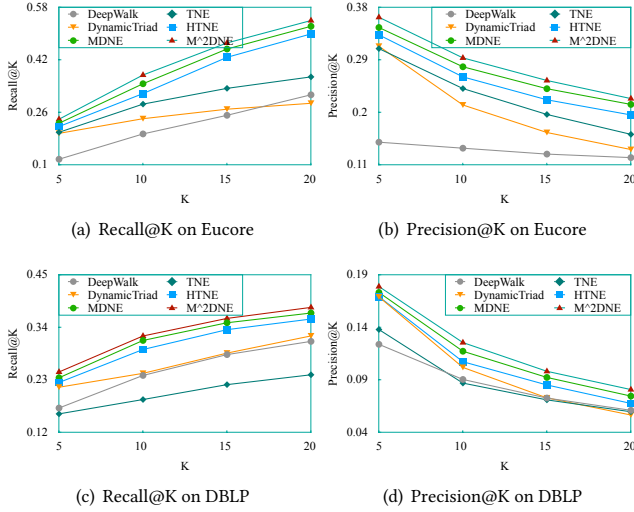 0.58
0.42
0.26
0.1
Recall@K
DeepWalk
DynamicTriad
MDNE
TNE
HTNE
M^2DNE
5
10
15
20
K
(a) Recall@K on Eucore
0.38
0.29
0.2
0.11
Precision@K
DeepWalk
DynamicTriad
MDNE
TNE
HTNE
M^2DNE
5
10
15
20
K
(b) Precision@K on Eucore
0.45
0.34
0.23
0.12
Recall@K
DeepWalk
DynamicTriad
MDNE
TNE
HTNE
M^2DNE
5
10
15
20
K
(c) Recall@K on DBLP
0.19
0.14
0.09
0.04
Precision@K
DeepWalk
DynamicTriad
MDNE
TNE
HTNE
M^2DNE
5
10
15
20
K
(d) Precision@K on DBLP